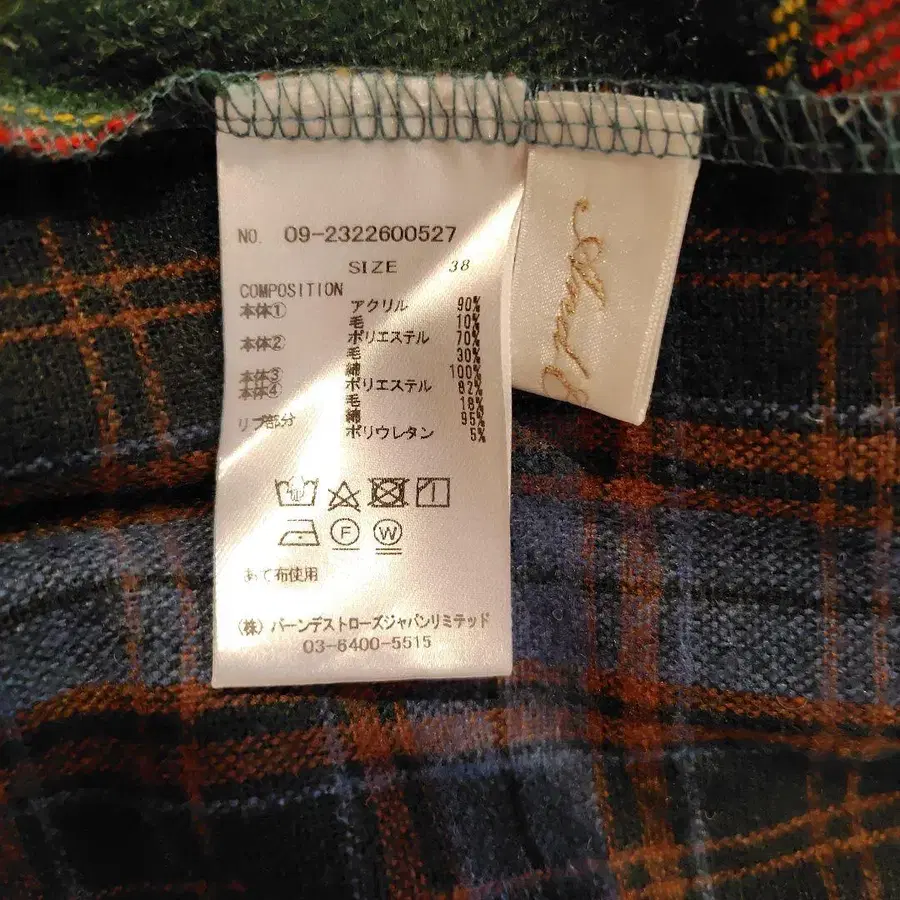 NO. 09-2322600527
SIZE 38
COMPOSITION
本体① アクリル 90%
毛 10%
本体② ポリエステル 70%
毛 30%
本体③ 綿 100%
本体④ ポリエステル 82%
毛 18%
リブ部分 綿 95%
ポリウレタン 5%
F W
あて布使用
(株) バーンデストローズジャパンリミテッド
03-6400-5515
And